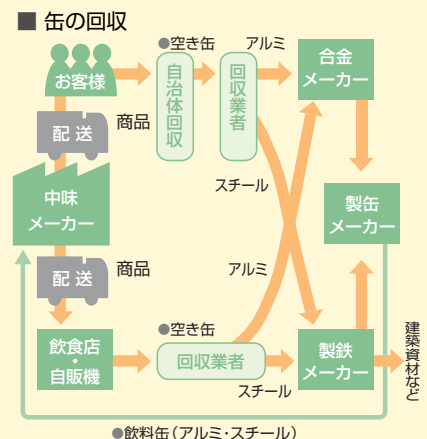 ■ 缶の回収
●空き缶
アルミ
お客様
自治体回収
回収業者
合金
メーカー
配送
商品
スチール
中味
メーカー
製缶
メーカー
配送
商品
アルミ
●空き缶
飲食店
・
自販機
回収業者
スチール
製鉄
メーカー
建築資材など
●飲料缶（アルミ・スチール）